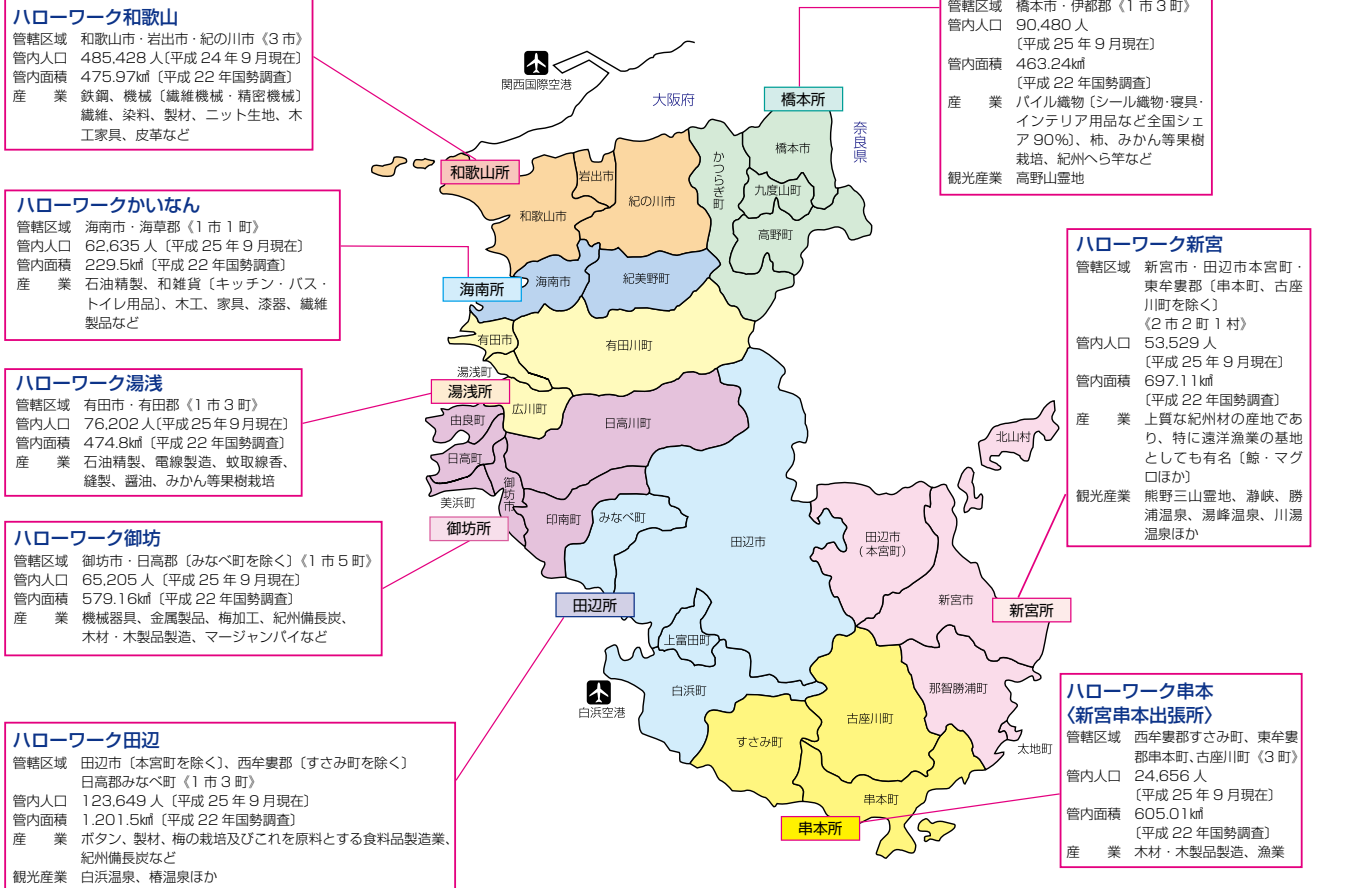 ハローワーク和歌山
管轄区域 和歌山市・岩出市・紀の川市《3市》
管内人口 485,428人〔平成24年9月現在〕
管内面積 475.97㎢〔平成22年国勢調査〕
産　業 鉄鋼、機械〔繊維機械・精密機械〕
繊維、染料、製材、ニット生地、木
工家具、皮革など
ハローワークかいなん
管轄区域 海南市・海草郡《1市1町》
管内人口 62,635人〔平成25年9月現在〕
管内面積 229.5㎢〔平成22年国勢調査〕
産　業 石油精製、和雑貨〔キッチン・バス・
トイレ用品〕、木工、家具、漆器、繊維
製品など
ハローワーク湯浅
管轄区域 有田市・有田郡《1市3町》
管内人口 76,202人〔平成25年9月現在〕
管内面積 474.8㎢〔平成22年国勢調査〕
産　業 石油精製、電線製造、蚊取線香、
縫製、醤油、みかん等果樹栽培
ハローワーク御坊
管轄区域 御坊市・日高郡〔みなべ町を除く〕《1市5町》
管内人口 65,205人〔平成25年9月現在〕
管内面積 579.16㎢〔平成22年国勢調査〕
産　業 機械器具、金属製品、梅加工、紀州備長炭、
木材・木製品製造、マージャンパイなど
ハローワーク田辺
管轄区域 田辺市〔本宮町を除く〕、西牟婁郡〔すさみ町を除く〕
日高郡みなべ町《1市3町》
管内人口 123,649人〔平成25年9月現在〕
管内面積 1.201.5㎢〔平成22年国勢調査〕
産　業 ボタン、製材、梅の栽培及びこれを原料とする食料品製造業、
紀州備長炭など
観光産業 白浜温泉、椿温泉ほか
関西国際空港
大阪府
奈良県
橋本所
和歌山所
海南所
湯浅所
御坊所
田辺所
新宮所
串本所
和歌山市
岩出市
紀の川市
かつらぎ町
橋本市
九度山町
高野町
海南市
紀美野町
有田市
有田川町
湯浅町
広川町
由良町
日高川町
日高町
御坊市
美浜町
印南町
みなべ町
田辺市
田辺市
(本宮町)
北山村
新宮市
上富田町
白浜町
白浜空港
那智勝浦町
古座川町
すさみ町
太地町
串本町
管轄区域 橋本市・伊都郡《1市3町》
管内人口 90,480人
〔平成25年9月現在〕
管内面積 463.24㎢
〔平成22年国勢調査〕
産　業 パイル織物〔シール織物・寝具・
インテリア用品など全国シェ
ア90%〕、柿、みかん等果樹
栽培、紀州へら竿など
観光産業 高野山霊地
ハローワーク新宮
管轄区域 新宮市・田辺市本宮町・
東牟婁郡〔串本町、古座
川町を除く〕
《2市2町1村》
管内人口 53,529人
〔平成25年9月現在〕
管内面積 697.11㎢
〔平成22年国勢調査〕
産　業 上質な紀州材の産地であ
り、特に遠洋漁業の基地
としても有名〔鯨・マグ
ロほか〕
観光産業 熊野三山霊地、瀞峡、勝
浦温泉、湯峰温泉、川湯
温泉ほか
ハローワーク串本
〈新宮串本出張所〉
管轄区域 西牟婁郡すさみ町、東牟婁
郡串本町、古座川町《3町》
管内人口 24,656人
〔平成25年9月現在〕
管内面積 605.01㎢
〔平成22年国勢調査〕
産　業 木材・木製品製造、漁業